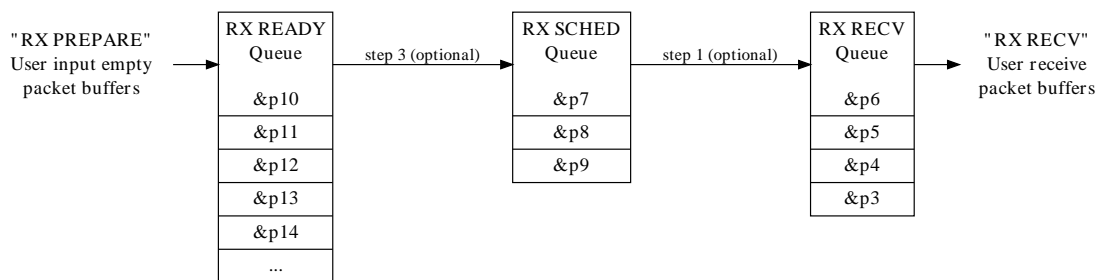 "RX PREPARE"
User input empty
packet buffers
RX READY
Queue
&p10
&p11
&p12
&p13
&p14
...
step 3 (optional)
RX SCHED
Queue
&p7
&p8
&p9
step 1 (optional)
RX RECV
Queue
&p6
&p5
&p4
&p3
"RX RECV"
User receive
packet buffers